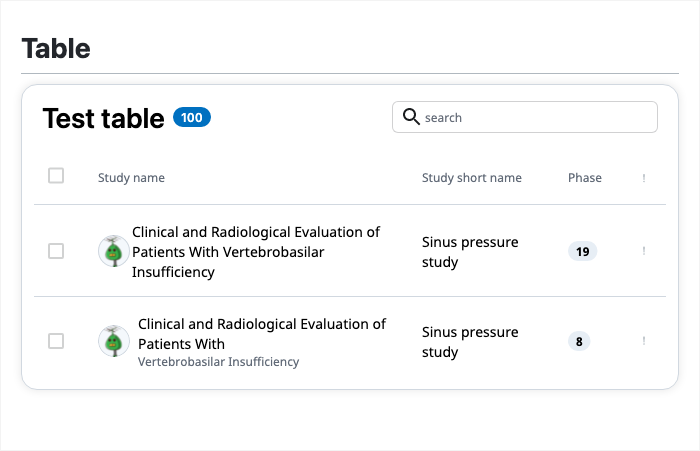 Table
Test table 100
search
Study name Study short name Phase !
Clinical and Radiological Evaluation of
Patients With Vertebrobasilar
Insufficiency
Sinus pressure
study
19
!
Clinical and Radiological Evaluation of
Patients With
Vertebrobasilar Insufficiency
Sinus pressure
study
8
!